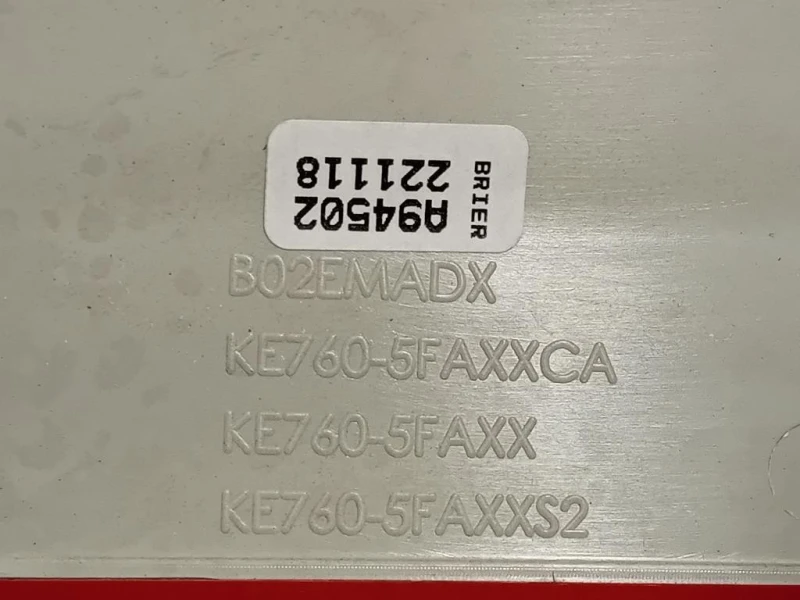 A94502
221118
BRIER
B02EMADX
KE760-5FAXXCA
KE760-5FAXX
KE760-5FAXXS2